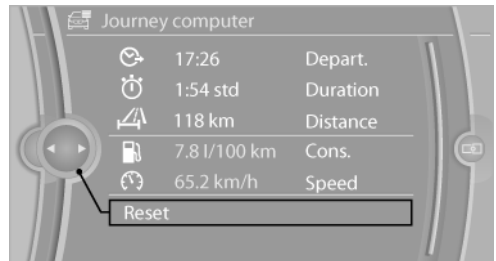 Journey computer
17:26 Depart.
1:54 std Duration
118 km Distance
7.8 l/100 km Cons.
65.2 km/h Speed
Reset